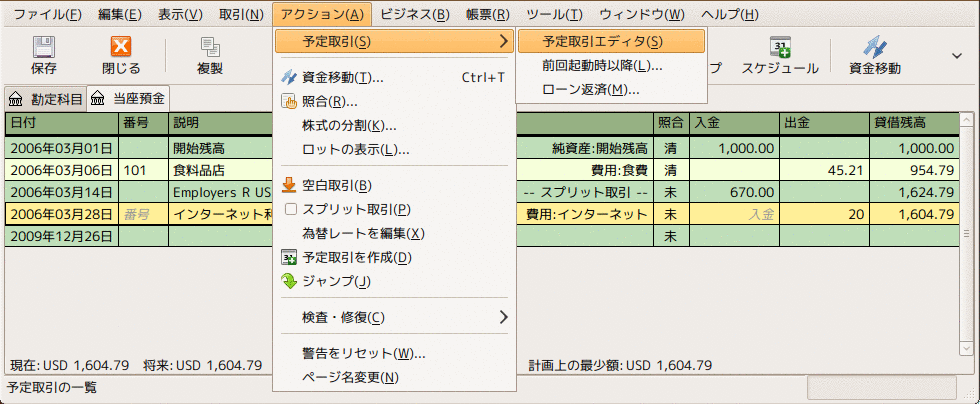 ファイル(F) 編集(E) 表示(V) 取引(N) アクション(A) ビジネス(B) 帳票(R) ツール(T) ウィンドウ(W) ヘルプ(H)
保存 閉じる 複製 プ スケジュール 資金移動
予定取引(S)
資金移動(T)... Ctrl+T
照合(R)...
株式の分割(K)...
ロットの表示(L)...
空白取引(B)
スプリット取引(P)
為替レートを編集(X)
予定取引を作成(D)
ジャンプ(J)
検査・修復(C)
警告をリセット(W)...
ページ名変更(N)
予定取引エディタ(S)
前回起動時以降(L)...
ローン返済(M)...
勘定科目 当座預金
日付 番号 説明 照合 入金 出金 貸借残高
2006年03月01日 開始残高 純資産:開始残高 清 1,000.00 1,000.00
2006年03月06日 101 食料品店 費用:食費 清 45.21 954.79
2006年03月14日 Employers R US -- スプリット取引 -- 未 670.00 1,624.79
2006年03月28日 番号 インターネット 費用:インターネット 未 入金 20 1,604.79
2009年12月26日 未
現在: USD 1,604.79 将来: USD 1,604.79 計画上の最少額: USD 1,604.79
予定取引の一覧